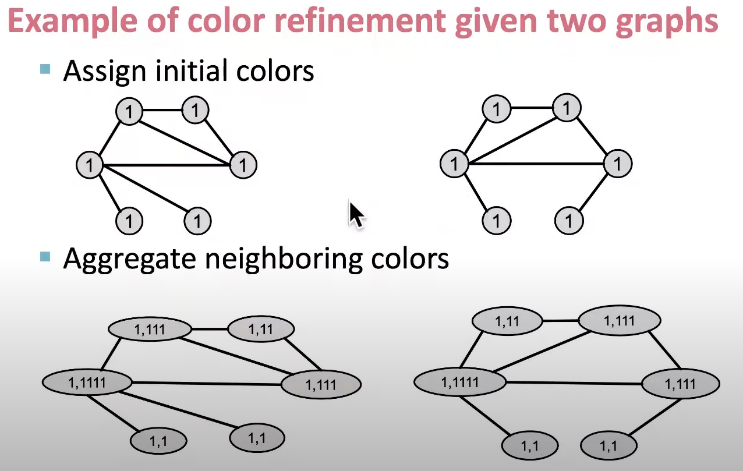 Example of color refinement given two graphs
Assign initial colors
1 1 1 1
1 1 1 1
1 1 1 1
Aggregate neighboring colors
1,111 1,11 1,11 1,111
1,1111 1,111 1,1111 1,111
1,1 1,1 1,1 1,1